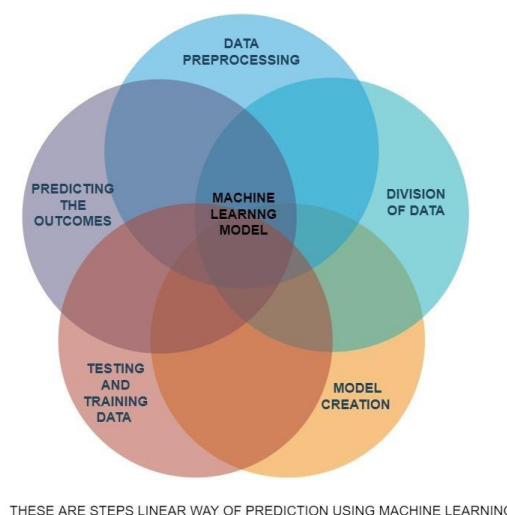 DATA
PREPROCESSING
PREDICTING
THE
OUTCOMES
MACHINE
LEARNNG
MODEL
DIVISION
OF DATA
TESTING
AND
TRAINING
DATA
MODEL
CREATION
THESE ARE STEPS LINEAR WAY OF PREDICTION USING MACHINE LEARNING